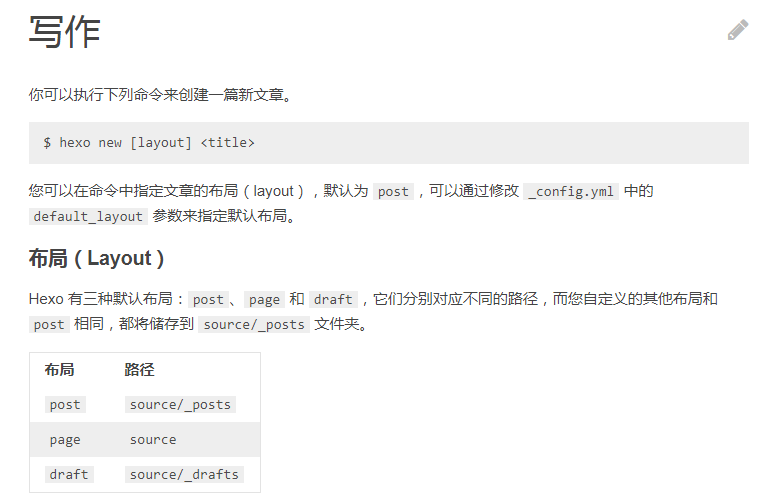 写作
你可以执行下列命令来创建一篇新文章。
$ hexo new [layout] <title>
您可以在命令中指定文章的布局（layout），默认为 post，可以通过修改 _config.yml 中的
default_layout 参数来指定默认布局。
布局（Layout）
Hexo 有三种默认布局：post、page 和 draft，它们分别对应不同的路径，而您自定义的其他布局和
post 相同，都将储存到 source/_posts 文件夹。
布局 路径
post source/_posts
page source
draft source/_drafts